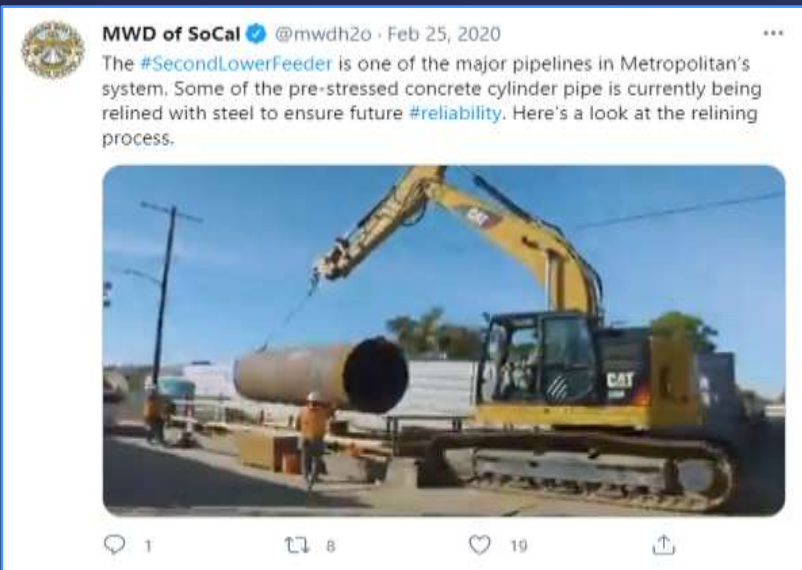 MWD of SoCal @mwdh2o · Feb 25, 2020
The #SecondLowerFeeder is one of the major pipelines in Metropolitan's
system. Some of the pre-stressed concrete cylinder pipe is currently being
relined with steel to ensure future #reliability. Here's a look at the relining
process.
CAT
CAT
1 8 19